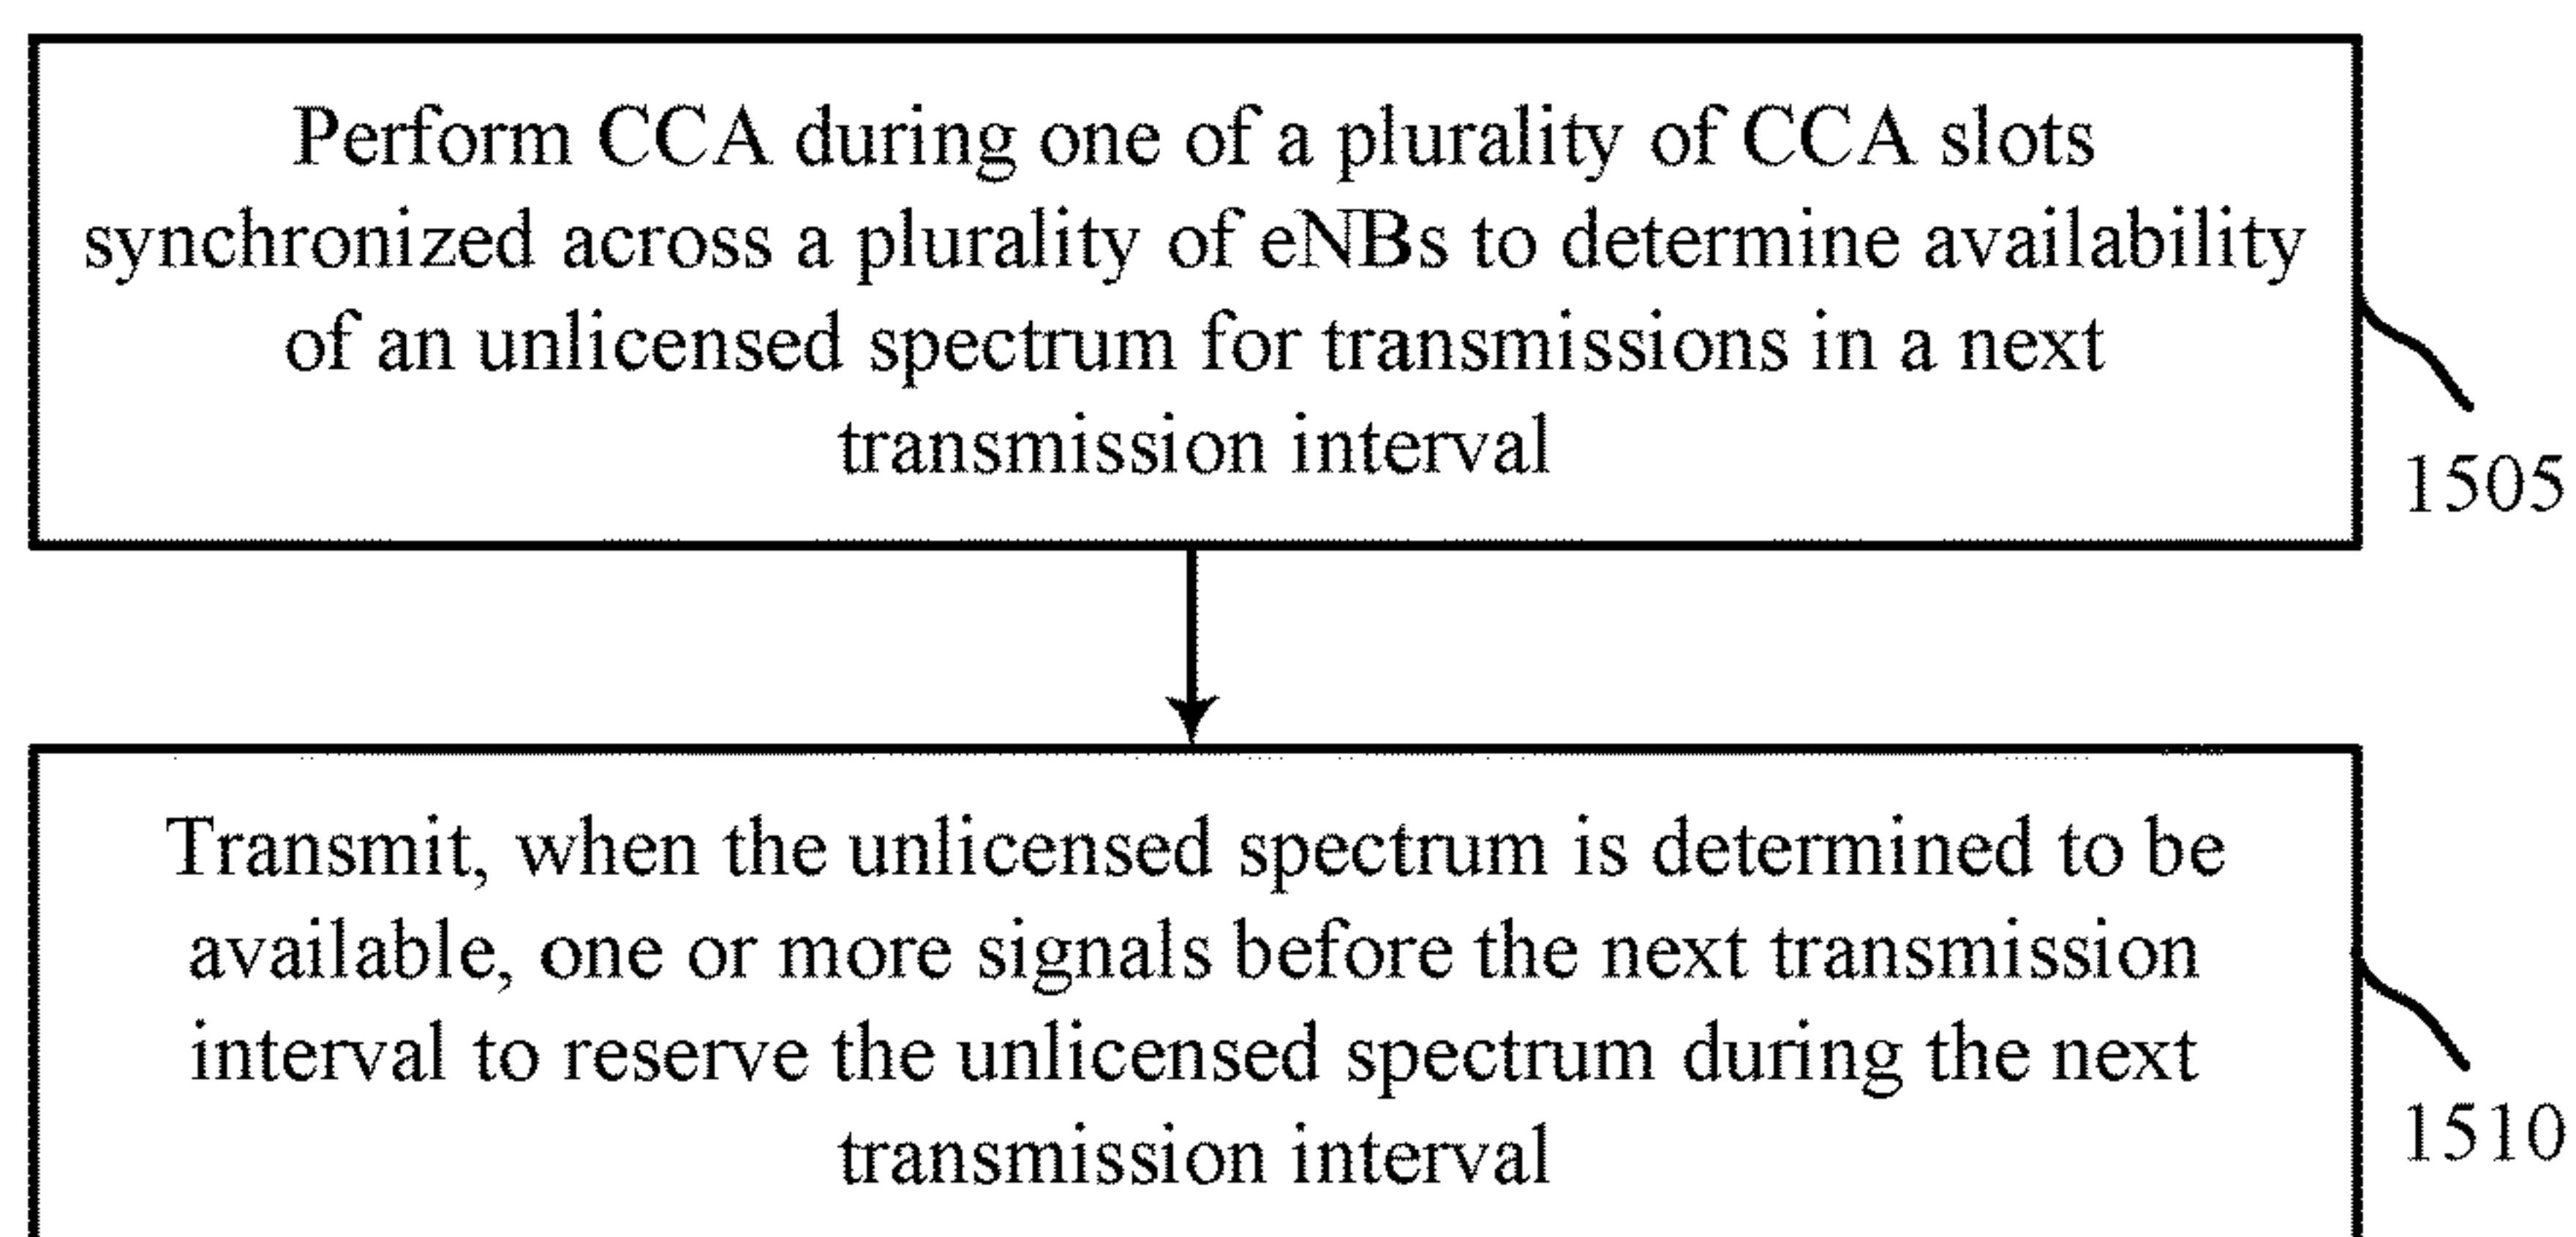 Perform CCA during one of a plurality of CCA slots
synchronized across a plurality of eNBs to determine availability
of an unlicensed spectrum for transmissions in a next
transmission interval
1505
Transmit, when the unlicensed spectrum is determined to be
available, one or more signals before the next transmission
interval to reserve the unlicensed spectrum during the next
transmission interval
1510